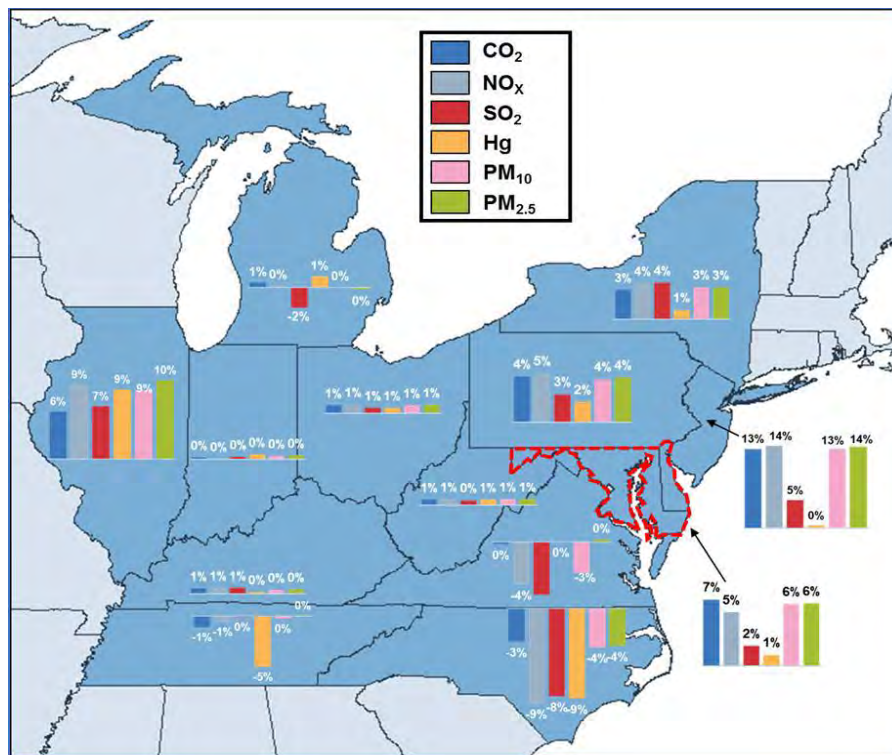 CO₂
NOₓ
SO₂
Hg
PM₁₀
PM₂.₅
1% 0% -2% 1% 0% 0%
3% 4% 4% 1% 3% 3%
6% 9% 7% 9% 9% 10%
0% 0% 0% 0% 0% 0%
1% 1% 1% 1% 1% 1%
4% 5% 3% 2% 4% 4%
13% 14% 5% 0% 13% 14%
1% 1% 0% 1% 1% 1%
0% -4% 0% -3% 0%
7% 5% 2% 1% 6% 6%
1% 1% 1% 0% 0% 0%
-1% -1% 0% -5% 0% 0%
-3% -9% -8% -9% -4% -4%